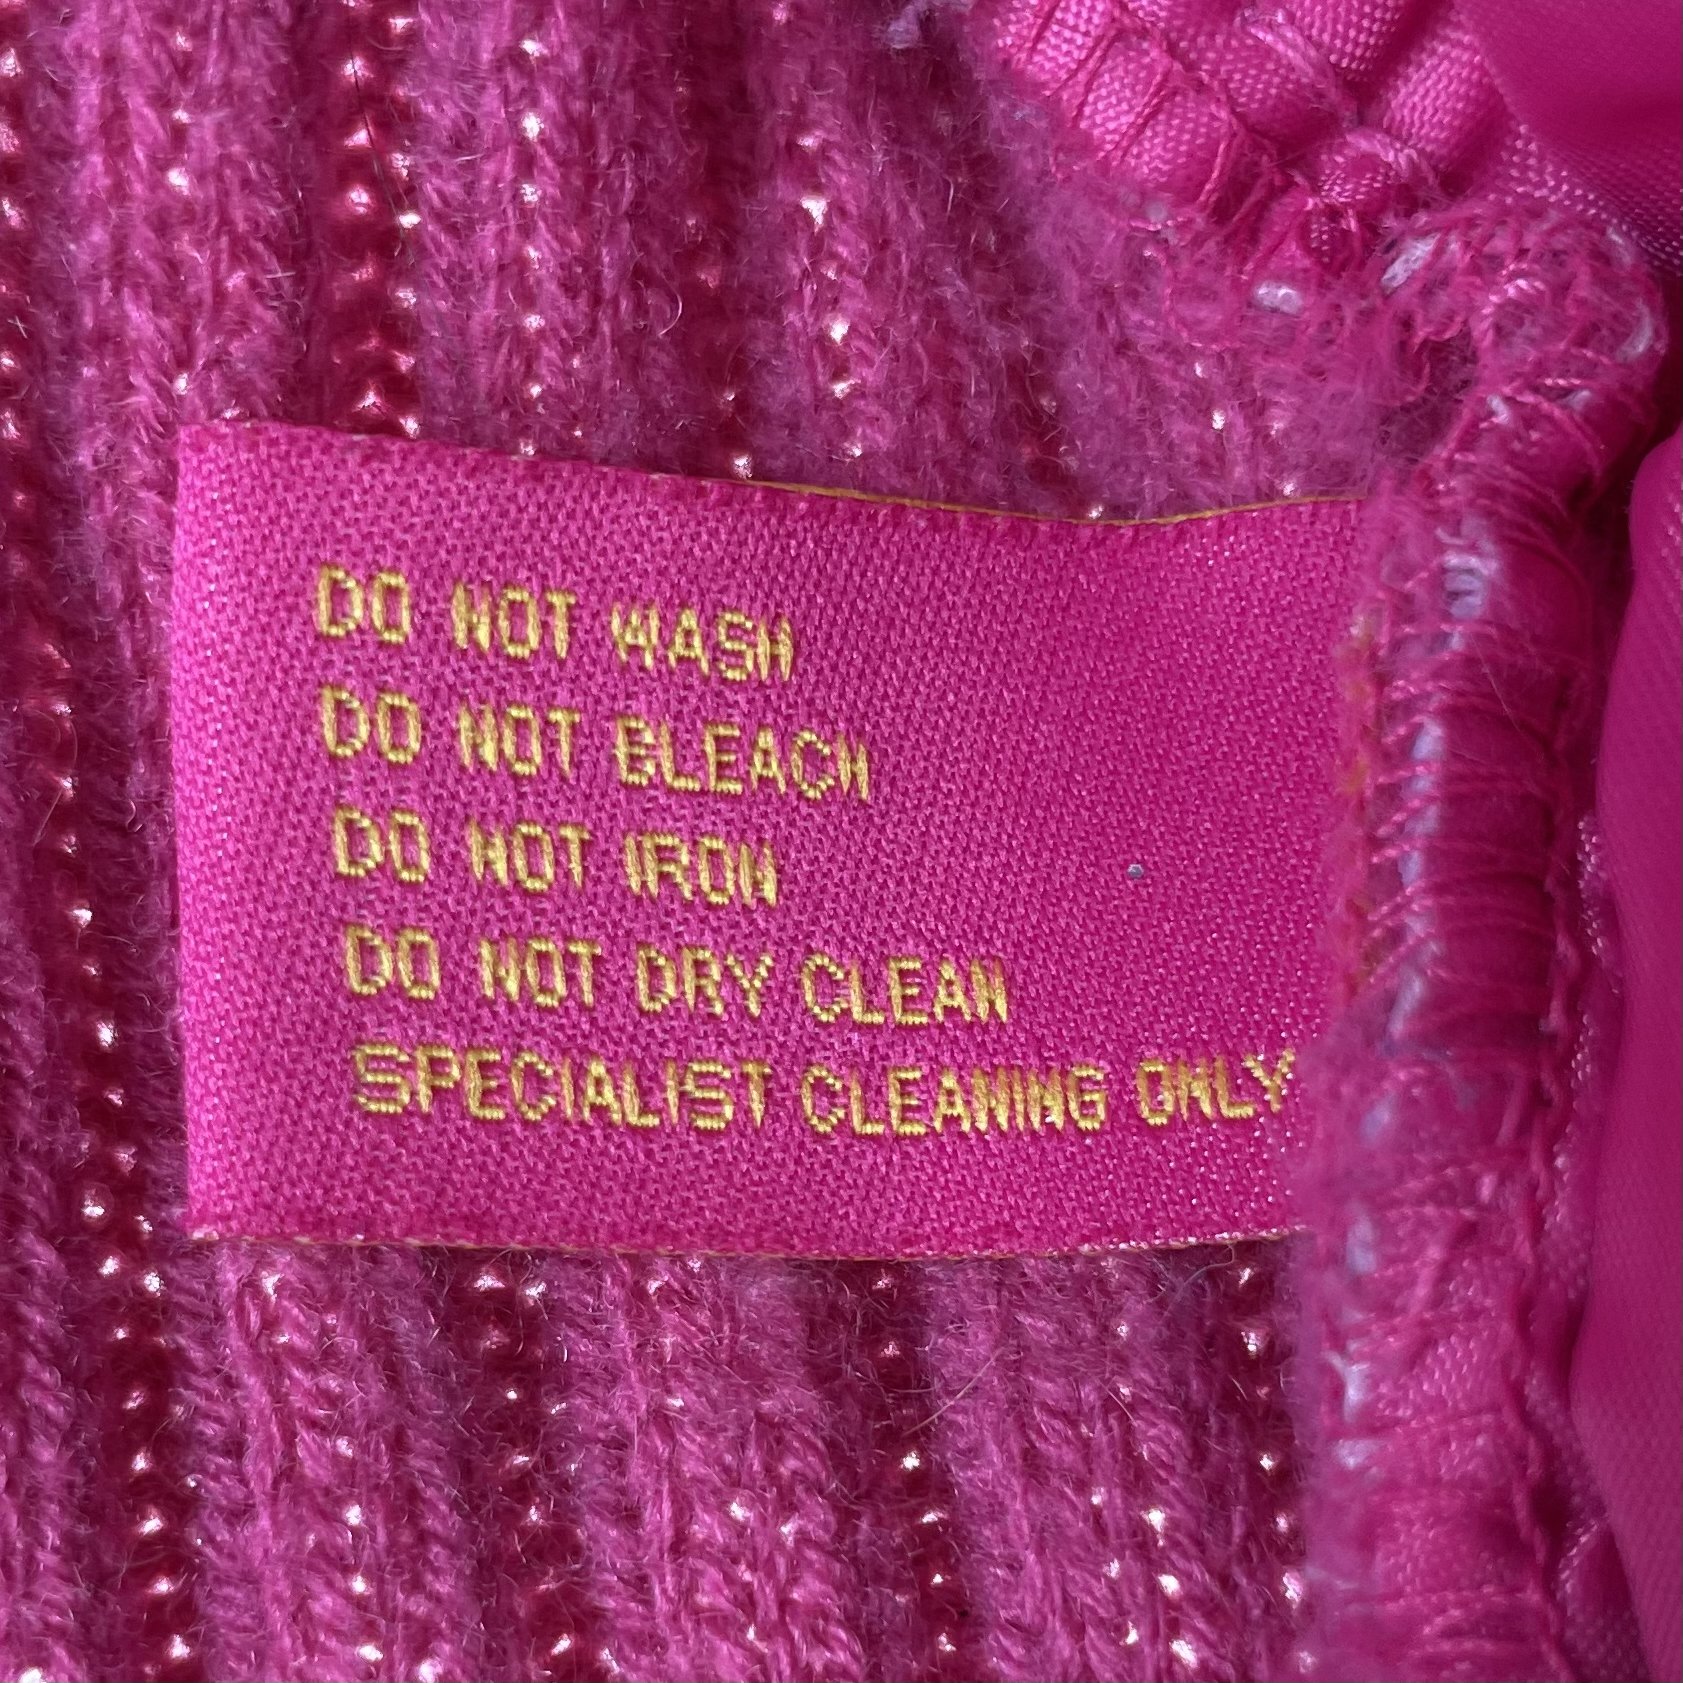 DO NOT WASH
DO NOT BLEACH
DO NOT IRON
DO NOT DRY CLEAN
SPECIALIST CLEANING ONLY